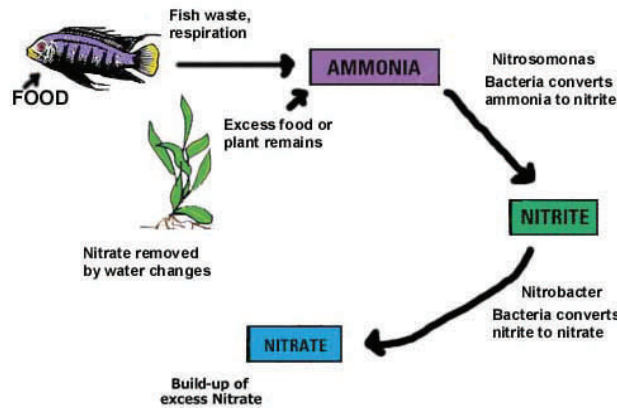 Fish waste,
respiration
FOOD
AMMONIA
Nitrosomonas
Bacteria converts
ammonia to nitrite
Excess food or
plant remains
NITRITE
Nitrate removed
by water changes
Nitrobacter
Bacteria converts
nitrite to nitrate
NITRATE
Build-up of
excess Nitrate